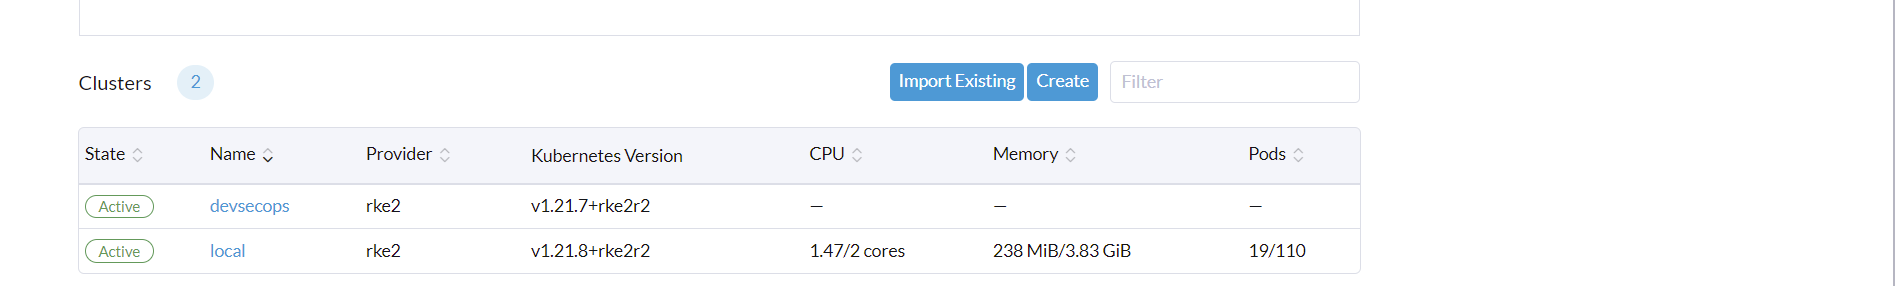 Clusters 2 Import Existing Create Filter
State Name Provider Kubernetes Version CPU Memory Pods
Active devsecops rke2 v1.21.7+rke2r2 — — —
Active local rke2 v1.21.8+rke2r2 1.47/2 cores 238 MiB/3.83 GiB 19/110